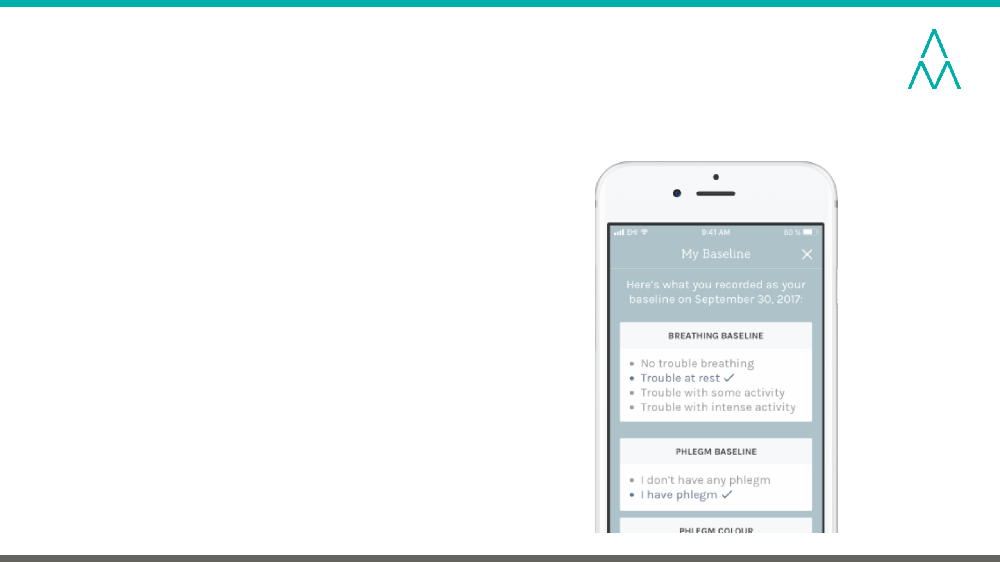 EHI 9:41 AM 60 %
My Baseline
Here's what you recorded as your
baseline on September 30, 2017:
BREATHING BASELINE
• No trouble breathing
• Trouble at rest ✓
• Trouble with some activity
• Trouble with intense activity
PHLEGM BASELINE
• I don't have any phlegm
• I have phlegm ✓
PHLEGM COLOUR